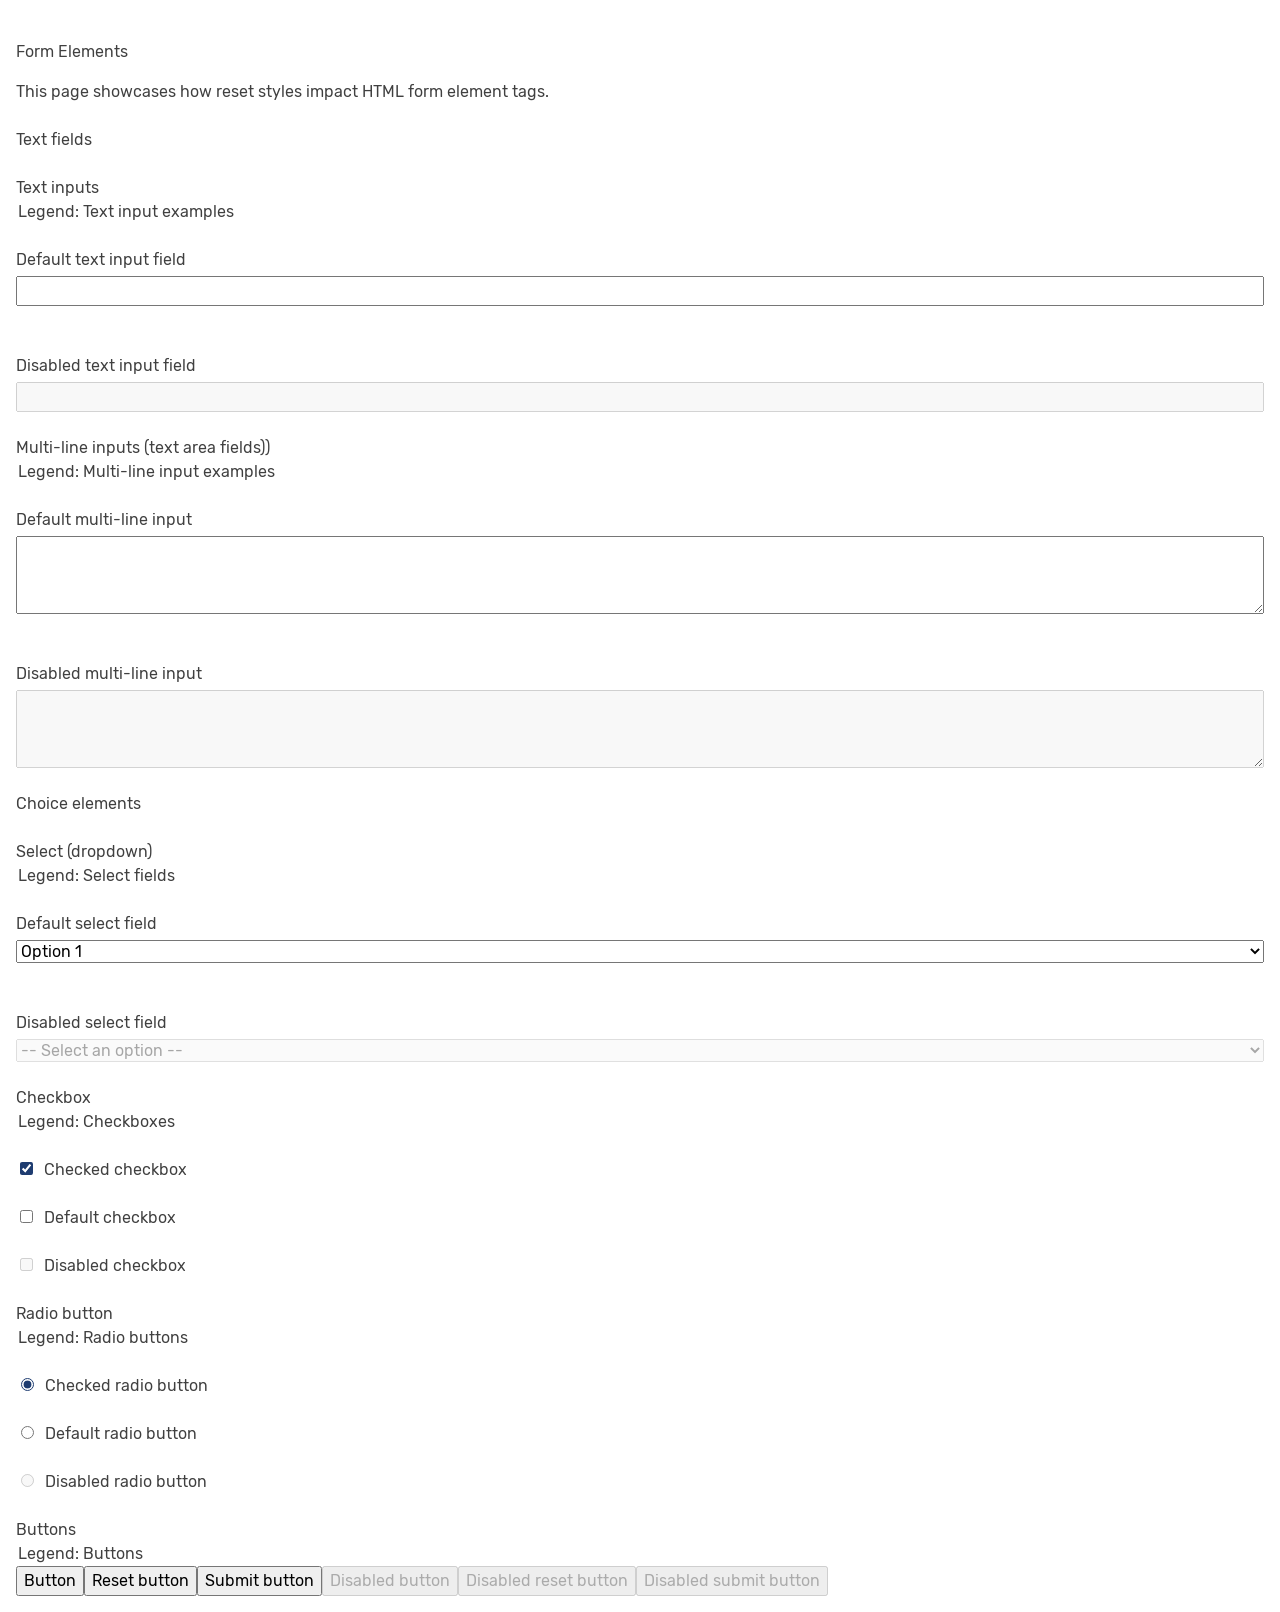 Form Elements
This page showcases how reset styles impact HTML form element tags.
Text fields
Text inputs
Legend: Text input examples
Default text input field
Disabled text input field
Multi-line inputs (text area fields))
Legend: Multi-line input examples
Default multi-line input
Disabled multi-line input
Choice elements
Select (dropdown)
Legend: Select fields
Default select field
Option 1
Disabled select field
-- Select an option --
Checkbox
Legend: Checkboxes
Checked checkbox
Default checkbox
Disabled checkbox
Radio button
Legend: Radio buttons
Checked radio button
Default radio button
Disabled radio button
Buttons
Legend: Buttons
Button Reset button Submit button Disabled button Disabled reset button Disabled submit button